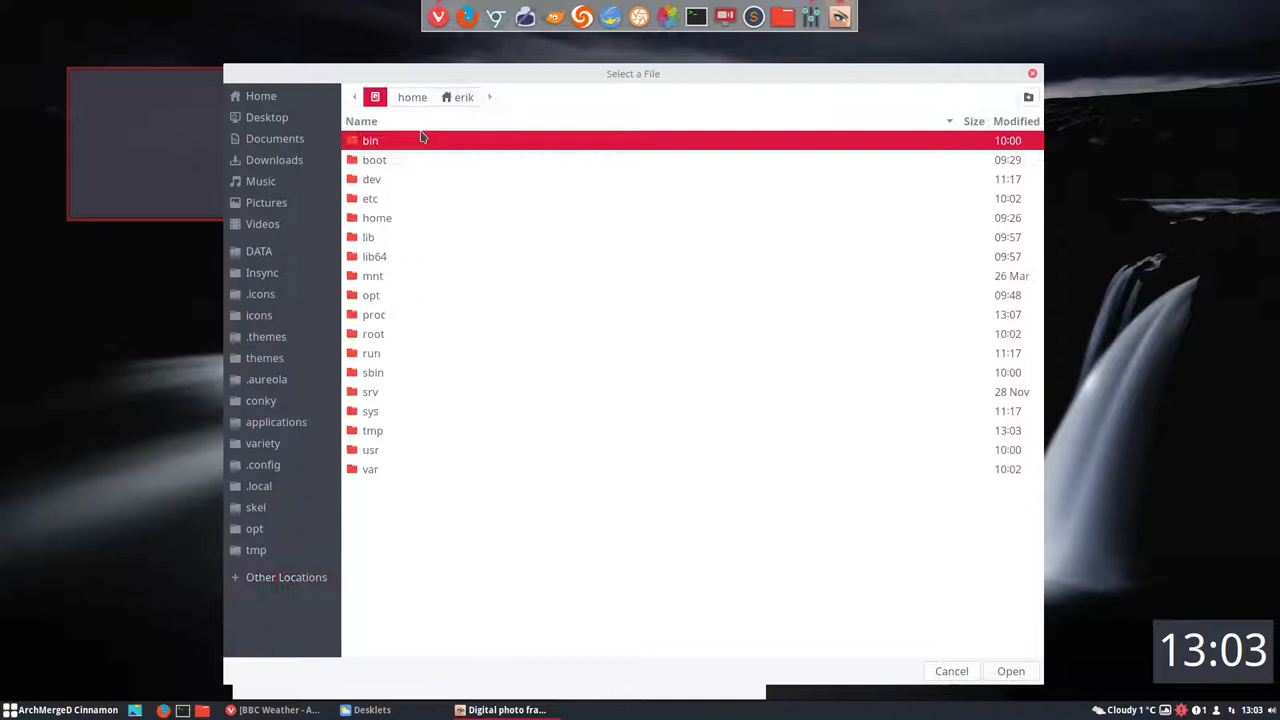 Select a File
Home
Desktop
Documents
Downloads
Music
Pictures
Videos
DATA
Insync
.icons
icons
.themes
themes
.aureola
conky
applications
variety
.config
.local
skel
opt
tmp
Other Locations
home erik
Name Size Modified
bin 10:00
boot 09:29
dev 11:17
etc 10:02
home 09:26
lib 09:57
lib64 09:57
mnt 26 Mar
opt 09:48
proc 13:07
root 10:02
run 11:17
sbin 10:00
srv 28 Nov
sys 11:17
tmp 13:03
usr 10:00
var 10:02
Cancel Open
13:03
ArchMergeD Cinnamon [BBC Weather - A... Desklets Digital photo fra... Cloudy 1 °C 1 13:03